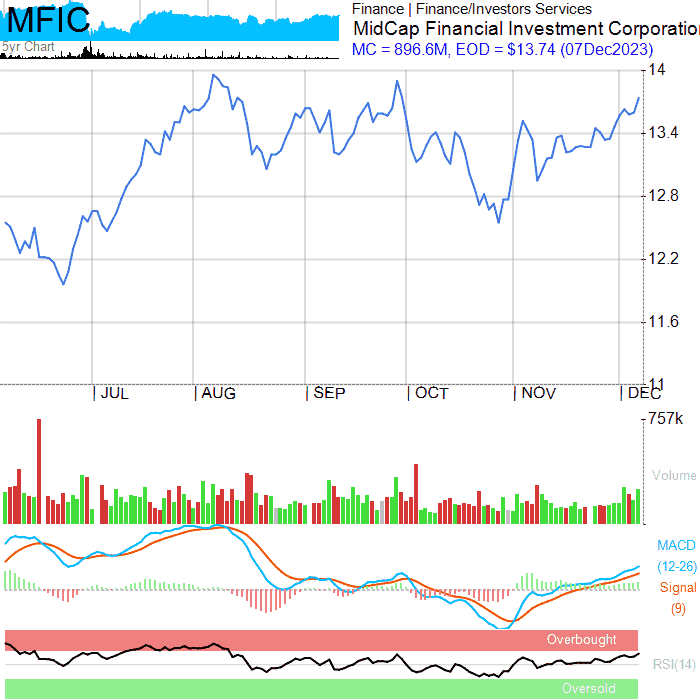 MFIC
5yr Chart
Finance | Finance/Investors Services
MidCap Financial Investment Corporation
MC = 896.6M, EOD = $13.74 (07Dec2023)
14
13.4
12.8
12.2
11.6
11
JUL AUG SEP OCT NOV DEC
757k
Volume
MACD
(12-26)
Signal
(9)
Overbought
RSI(14)
Oversold